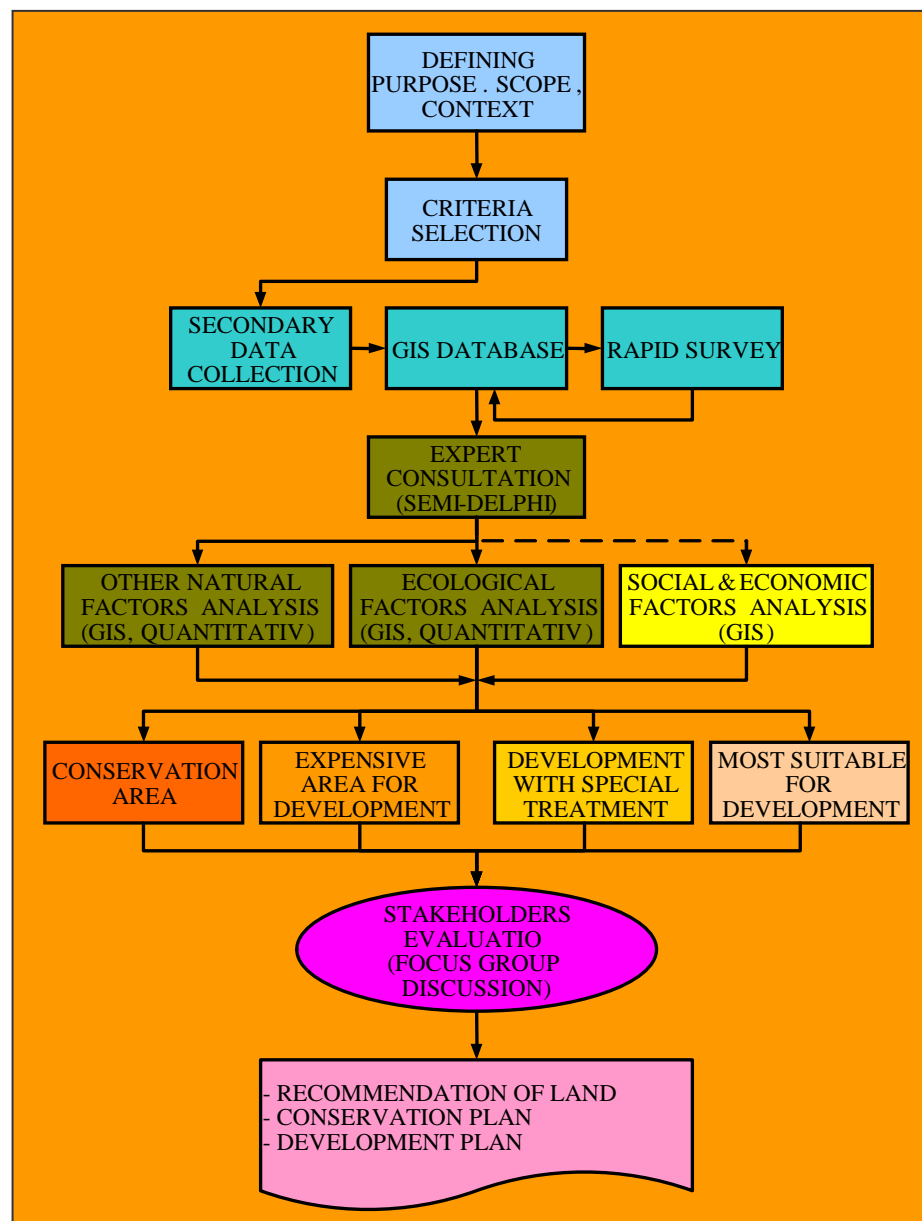 DEFINING
PURPOSE . SCOPE ,
CONTEXT
CRITERIA
SELECTION
SECONDARY
DATA
COLLECTION
GIS DATABASE
RAPID SURVEY
EXPERT
CONSULTATION
(SEMI-DELPHI)
OTHER NATURAL
FACTORS ANALYSIS
(GIS, QUANTITATIV)
ECOLOGICAL
FACTORS ANALYSIS
(GIS, QUANTITATIV)
SOCIAL & ECONOMIC
FACTORS ANALYSIS
(GIS)
CONSERVATION
AREA
EXPENSIVE
AREA FOR
DEVELOPMENT
DEVELOPMENT
WITH SPECIAL
TREATMENT
MOST SUITABLE
FOR
DEVELOPMENT
STAKEHOLDERS
EVALUATIO
(FOCUS GROUP
DISCUSSION)
- RECOMMENDATION OF LAND
- CONSERVATION PLAN
- DEVELOPMENT PLAN